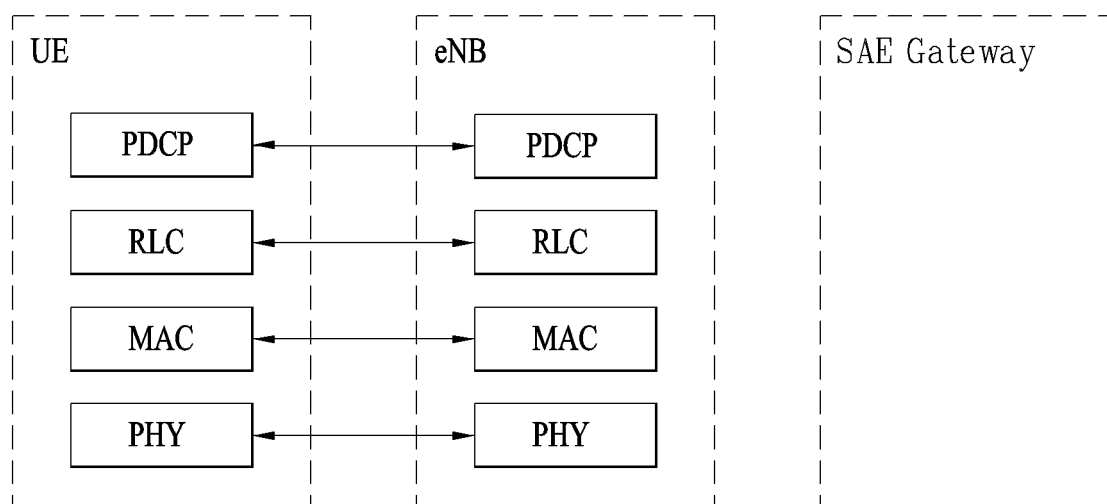 UE
eNB
SAE Gateway
PDCP
PDCP
RLC
RLC
MAC
MAC
PHY
PHY